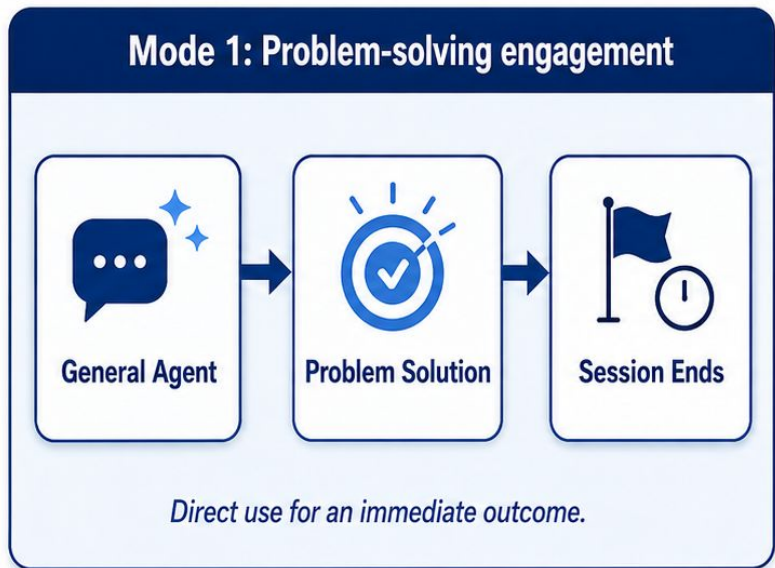 Mode 1: Problem-solving engagement
General Agent
Problem Solution
Session Ends
Direct use for an immediate outcome.